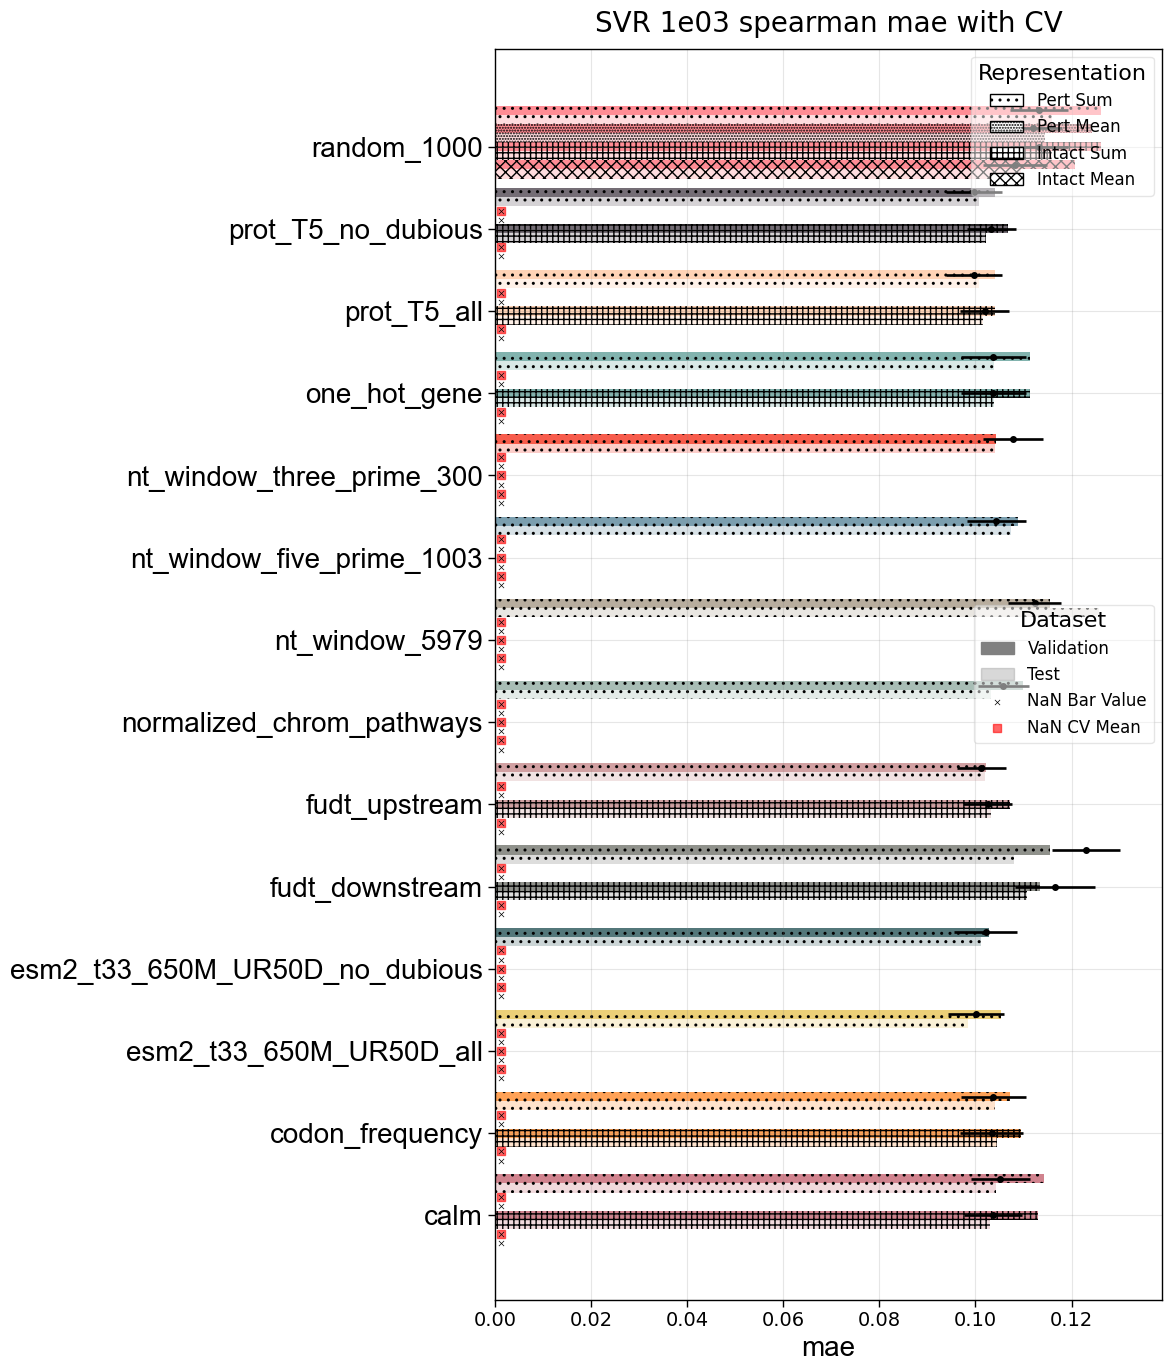 SVR 1e03 spearman mae with CV
Representation
Pert Sum
Pert Mean
Intact Sum
Intact Mean
random_1000
prot_T5_no_dubious
prot_T5_all
one_hot_gene
nt_window_three_prime_300
nt_window_five_prime_1003
nt_window_5979
Dataset
Validation
Test
NaN Bar Value
NaN CV Mean
normalized_chrom_pathways
fudt_upstream
fudt_downstream
esm2_t33_650M_UR50D_no_dubious
esm2_t33_650M_UR50D_all
codon_frequency
calm
0.00 0.02 0.04 0.06 0.08 0.10 0.12
mae